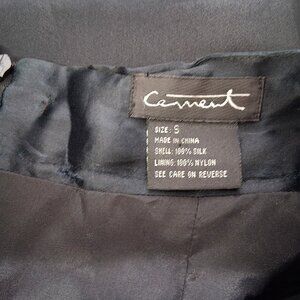 Cement
SIZE: S
MADE IN CHINA
SHELL: 100% SILK
LINING: 100% NYLON
SEE CARE ON REVERSE